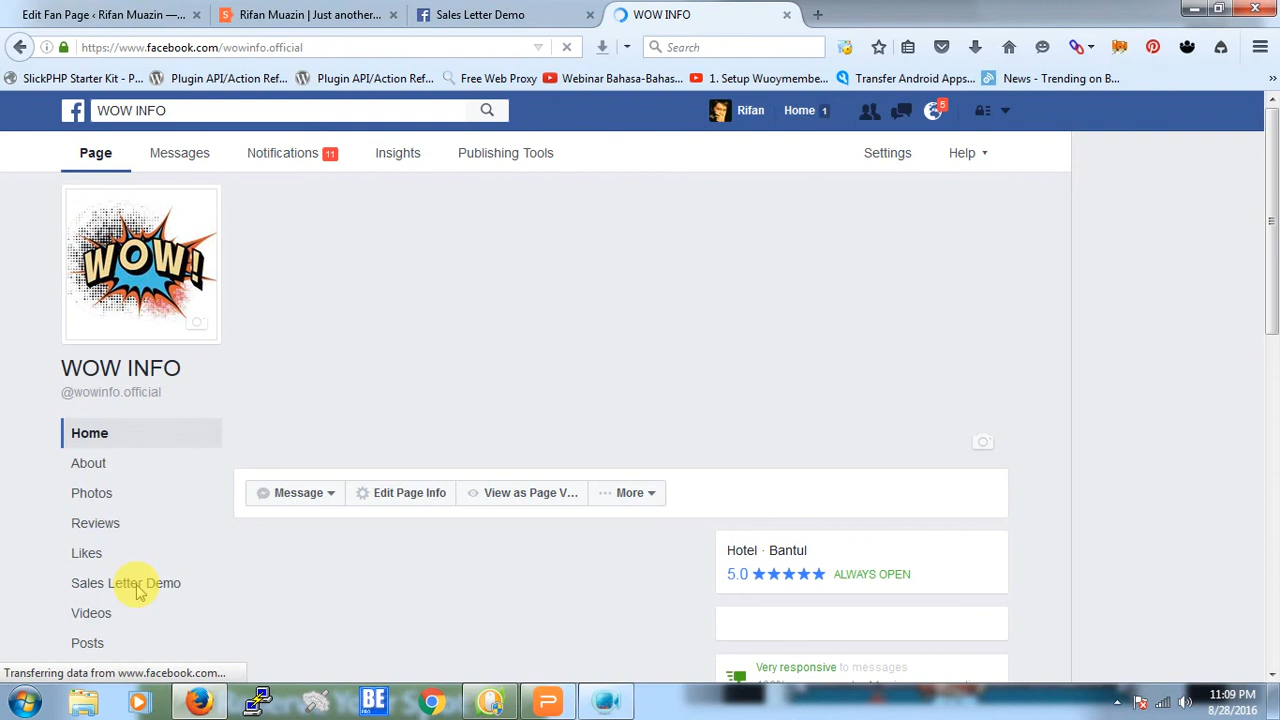 Edit Fan Page ‹ Rifan Muazin —... × Rifan Muazin | Just another... × Sales Letter Demo × WOW INFO ×
https://www.facebook.com/wowinfo.official Search
SlickPHP Starter Kit - P... Plugin API/Action Ref... Plugin API/Action Ref... Free Web Proxy Webinar Bahasa-Bahas... 1. Setup Wuoymembe... Transfer Android Apps... News - Trending on B... »
WOW INFO Rifan Home 1 5
Page Messages Notifications 11 Insights Publishing Tools Settings Help
WOW!
WOW INFO
@wowinfo.official
Home
About
Message Edit Page Info View as Page V... ... More
Photos
Reviews
Likes
Sales Letter Demo
Videos
Posts
Hotel · Bantul
5.0 ★★★★★ ALWAYS OPEN
Very responsive to messages
Transferring data from www.facebook.com...
BE
11:09 PM
8/28/2016